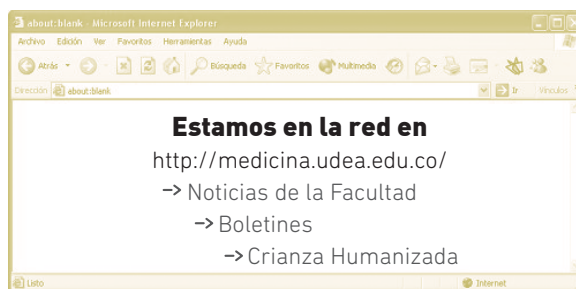 about:blank - Microsoft Internet Explorer
Archivo Edición Ver Favoritos Herramientas Ayuda
Atrás Búsqueda Favoritos Multimedia
Dirección about:blank Ir Vínculos
Estamos en la red en
http://medicina.udea.edu.co/
-> Noticias de la Facultad
-> Boletines
-> Crianza Humanizada
Listo Internet